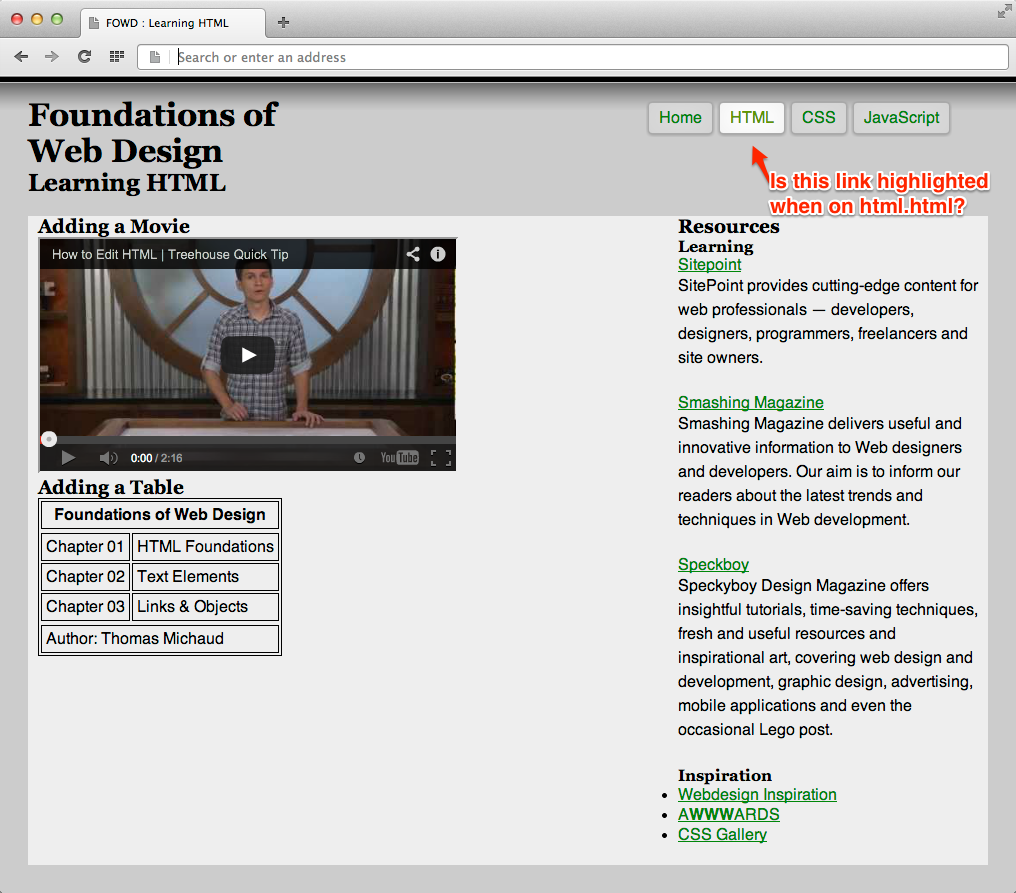 FOWD : Learning HTML
Search or enter an address
Foundations of
Web Design
Learning HTML
Home
HTML
CSS
JavaScript
Is this link highlighted
when on html.html?
Adding a Movie
How to Edit HTML | Treehouse Quick Tip
0:00 / 2:16
YouTube
Adding a Table
Foundations of Web Design
Chapter 01 HTML Foundations
Chapter 02 Text Elements
Chapter 03 Links & Objects
Author: Thomas Michaud
Resources
Learning
Sitepoint
SitePoint provides cutting-edge content for
web professionals — developers,
designers, programmers, freelancers and
site owners.
Smashing Magazine
Smashing Magazine delivers useful and
innovative information to Web designers
and developers. Our aim is to inform our
readers about the latest trends and
techniques in Web development.
Speckboy
Speckyboy Design Magazine offers
insightful tutorials, time-saving techniques,
fresh and useful resources and
inspirational art, covering web design and
development, graphic design, advertising,
mobile applications and even the
occasional Lego post.
Inspiration
Webdesign Inspiration
AWWWARDS
CSS Gallery